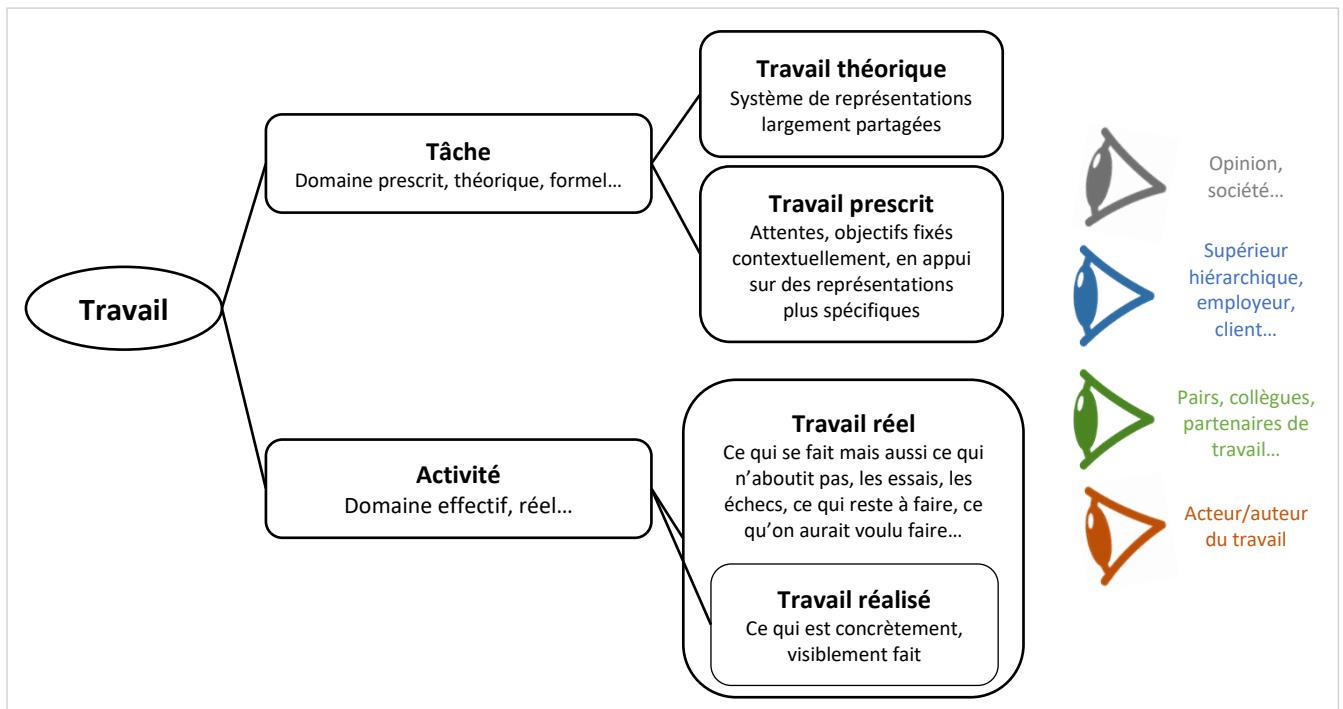 Travail
Tâche
Domaine prescrit, théorique, formel…
Activité
Domaine effectif, réel…
Travail théorique
Système de représentations
largement partagées
Travail prescrit
Attentes, objectifs fixés
contextuellement, en appui
sur des représentations
plus spécifiques
Travail réel
Ce qui se fait mais aussi ce qui
n’aboutit pas, les essais, les
échecs, ce qui reste à faire, ce
qu’on aurait voulu faire…
Travail réalisé
Ce qui est concrètement,
visiblement fait
Opinion,
société…
Supérieur
hiérarchique,
employeur,
client…
Pairs, collègues,
partenaires de
travail…
Acteur/auteur
du travail